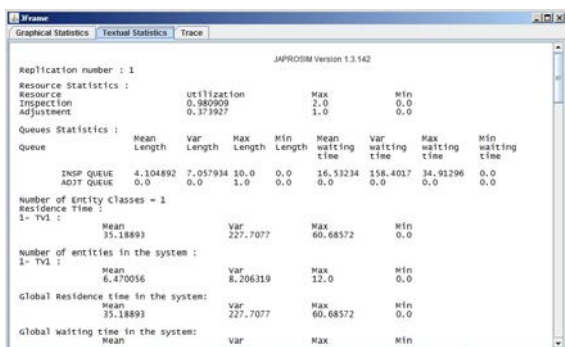 JFrame
Graphical Statistics Textual Statistics Trace
JAPROSIM Version 1.3.142
Replication number : 1
Resource Statistics :
Resource Utilization Max Min
Inspection 0.980909 2.0 0.0
Adjustment 0.373927 1.0 0.0
Queues Statistics :
Queue Mean Length Var Length Max Length Min Length Mean waiting time Var waiting time Max waiting time Min waiting time
INSP QUEUE 4.104892 7.057934 10.0 0.0 16.53234 158.4017 34.91296 0.0
ADJT QUEUE 0.0 0.0 1.0 0.0 0.0 0.0 0.0 0.0
Number of Entity Classes = 1
Residence Time :
1- TV1 :
Mean Var Max Min
35.18893 227.7077 60.68572 0.0
Number of entities in the system :
1- TV1 :
Mean Var Max Min
6.470056 8.206319 12.0 0.0
Global Residence time in the system:
Mean Var Max Min
35.18893 227.7077 60.68572 0.0
Global Waiting time in the system:
Mean Var Max Min